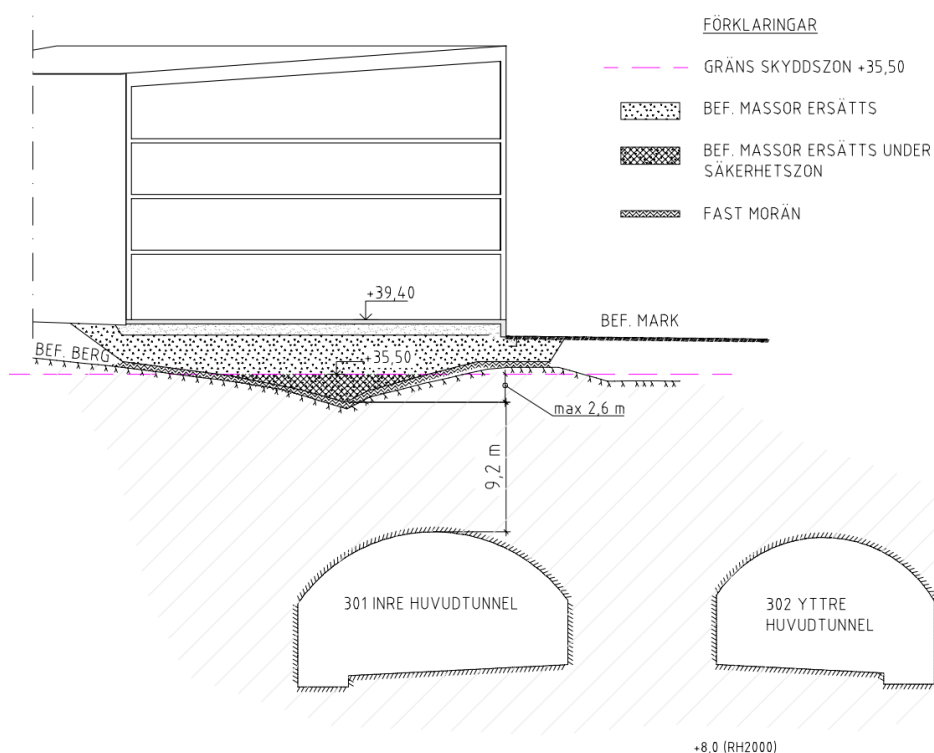 FÖRKLARINGAR
GRÄNS SKYDDSZON +35,50
BEF. MASSOR ERSÄTTS
BEF. MASSOR ERSÄTTS UNDER
SÄKERHETSZON
FAST MORÄN
+39,40
BEF. MARK
BEF. BERG
+35,50
max 2,6 m
9,2 m
301 INRE HUVUDTUNNEL
302 YTTRE
HUVUDTUNNEL
+8,0 (RH2000)